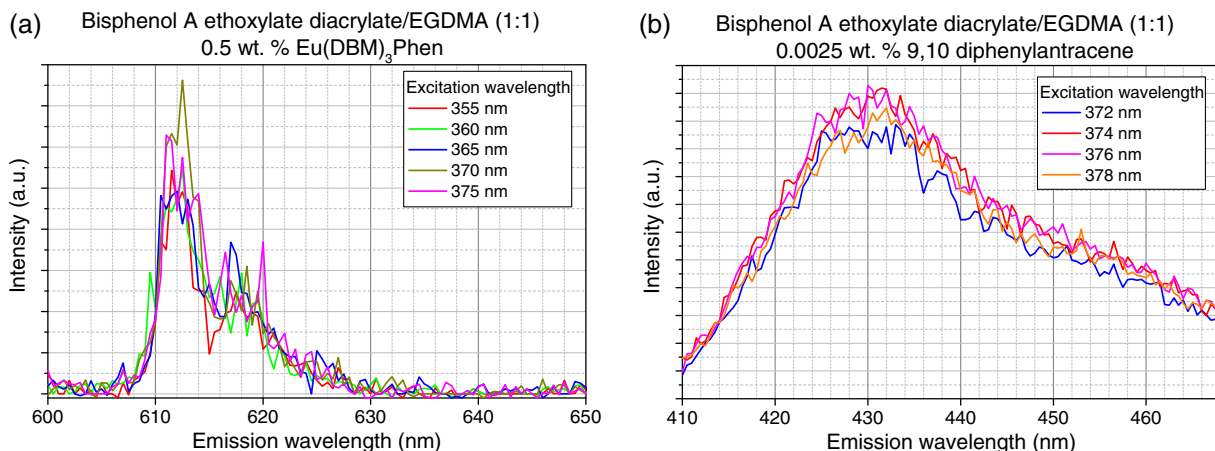 (a)
Bisphenol A ethoxylate diacrylate/EGDMA (1:1)
0.5 wt. % Eu(DBM)₃Phen
Excitation wavelength
355 nm
360 nm
365 nm
370 nm
375 nm
Intensity (a.u.)
600 610 620 630 640 650
Emission wavelength (nm)
(b)
Bisphenol A ethoxylate diacrylate/EGDMA (1:1)
0.0025 wt. % 9,10 diphenylantracene
Excitation wavelength
372 nm
374 nm
376 nm
378 nm
Intensity (a.u.)
410 420 430 440 450 460
Emission wavelength (nm)